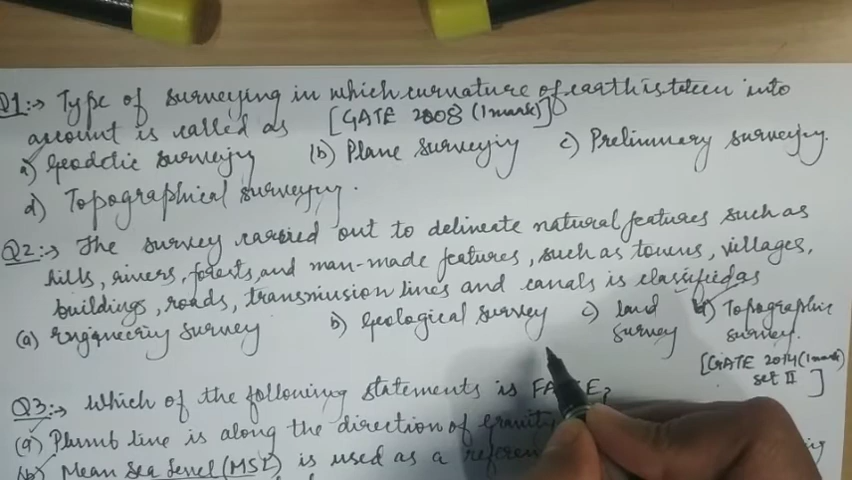 Q1:→ Type of surveying in which curvature of earth is taken into
account is called as [GATE 2008 (1 mark)]
a) Geoddic surveying (b) Plane surveying c) Preliminary surveying.
d) Topographical surveying.
Q2:→ The survey carried out to delineate natural features such as
hills, rivers, forests, and man-made features, such as towns, villages,
buildings, roads, transmission lines and canals is classified as
(a) Engineering survey b) Geological survey c) land survey d) Topographic survey.
[GATE 2014 (1 mark) set II]
Q3:→ Which of the following statements is
(a) Plumb line is along the direction of gravity
(b) Mean Sea Level (MSL) is used as a